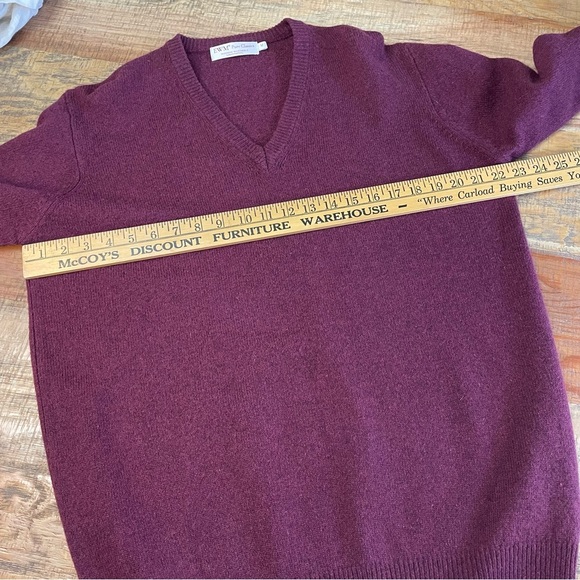 1 2 3 4 5 6 7 8 9 10 11 12 13 14 15 16 17 18 19 20 21 22 23 24 25
McCOY'S DISCOUNT FURNITURE WAREHOUSE — "Where Carload Buying Saves Yo